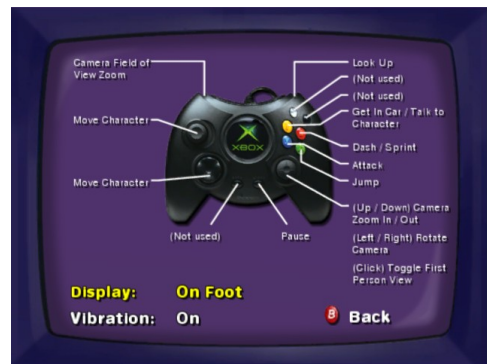 Camera Field of
View Zoom
Move Character
Move Character
(Not used)
Pause
XBOX
Look Up
(Not used)
(Not used)
Get In Car / Talk to
Character
Dash / Sprint
Attack
Jump
(Up / Down) Camera
Zoom In / Out
(Left / Right) Rotate
Camera
(Click) Toggle First
Person View
Display: On Foot
Vibration: On
B Back